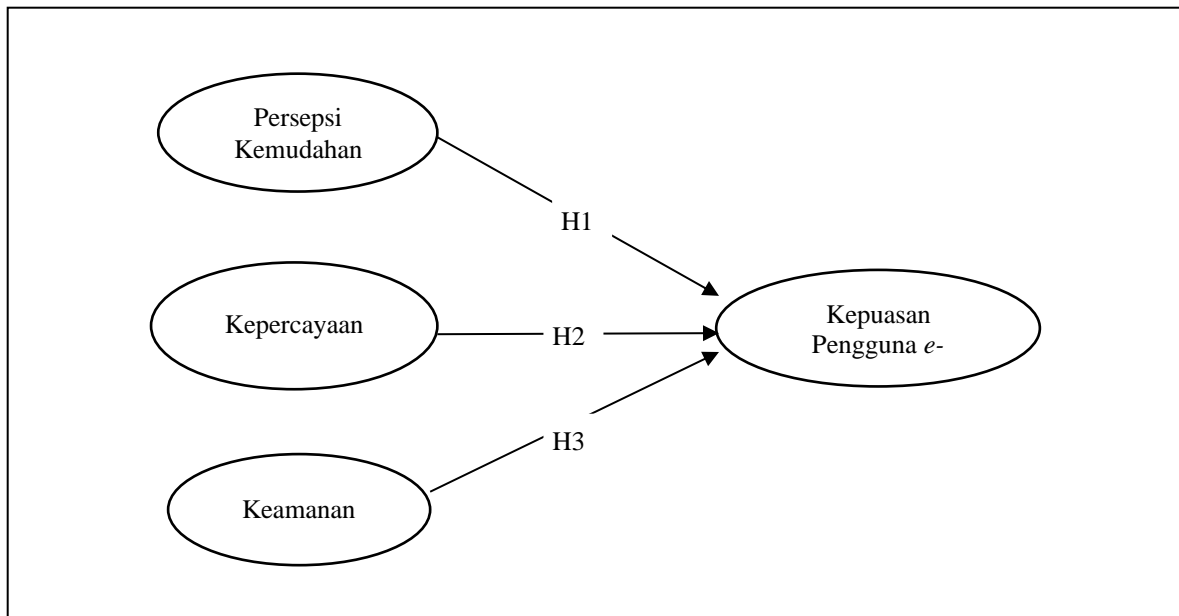 Persepsi
Kemudahan
H1
Kepercayaan
H2
Kepuasan
Pengguna e-
H3
Keamanan